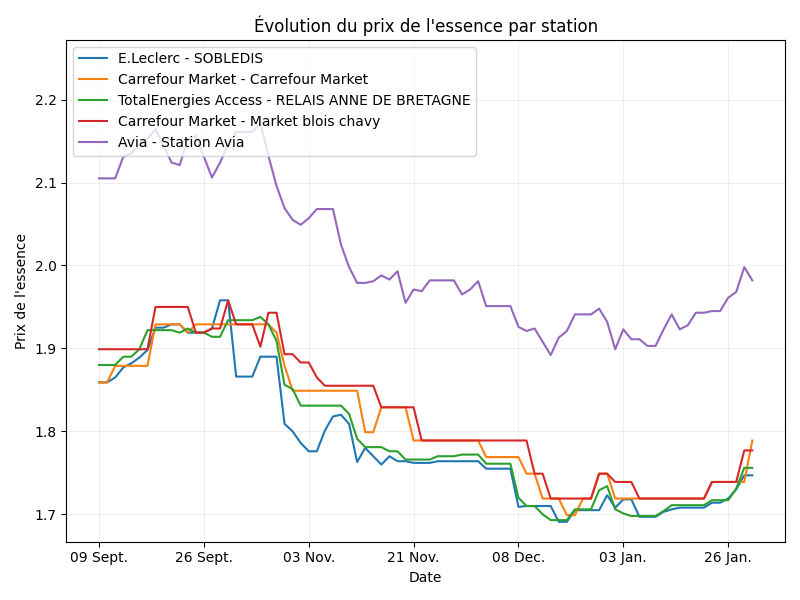 Évolution du prix de l'essence par station
E.Leclerc - SOBLEDIS
Carrefour Market - Carrefour Market
TotalEnergies Access - RELAIS ANNE DE BRETAGNE
Carrefour Market - Market blois chavy
Avia - Station Avia
Prix de l'essence
2.2
2.1
2.0
1.9
1.8
1.7
09 Sept. 26 Sept. 03 Nov. 21 Nov. 08 Dec. 03 Jan. 26 Jan.
Date